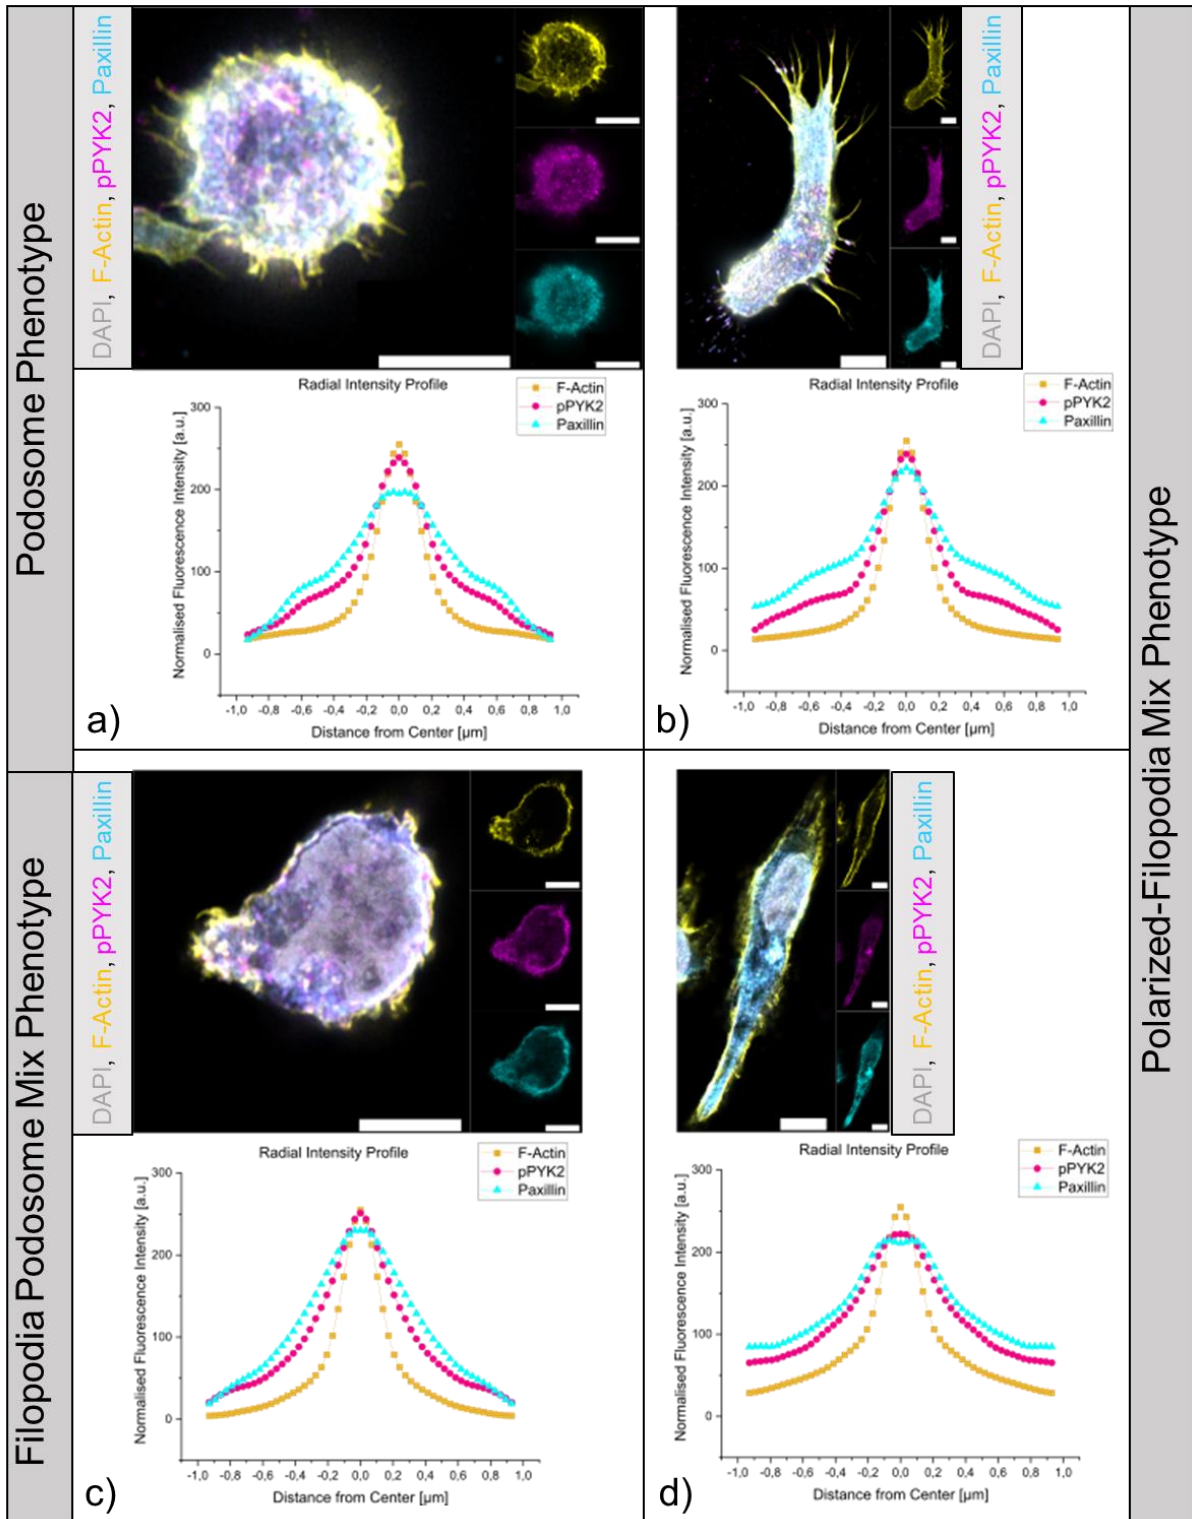 Podosome Phenotype
DAPI, F-Actin, pPYK2, Paxillin
Radial Intensity Profile
F-Actin
pPYK2
Paxillin
Normalised Fluorescence Intensity [a.u.]
300
200
100
0
-1,0 -0,8 -0,6 -0,4 -0,2 0,0 0,2 0,4 0,6 0,8 1,0
Distance from Center [µm]
a)
DAPI, F-Actin, pPYK2, Paxillin
Radial Intensity Profile
F-Actin
pPYK2
Paxillin
Normalised Fluorescence Intensity [a.u.]
300
200
100
0
-1,0 -0,8 -0,6 -0,4 -0,2 0,0 0,2 0,4 0,6 0,8 1,0
Distance from Center [µm]
b)
Polarized-Filopodia Mix Phenotype
Filopodia Podosome Mix Phenotype
DAPI, F-Actin, pPYK2, Paxillin
Radial Intensity Profile
F-Actin
pPYK2
Paxillin
Normalised Fluorescence Intensity [a.u.]
300
200
100
0
-1,0 -0,8 -0,6 -0,4 -0,2 0,0 0,2 0,4 0,6 0,8 1,0
Distance from Center [µm]
c)
DAPI, F-Actin, pPYK2, Paxillin
Radial Intensity Profile
F-Actin
pPYK2
Paxillin
Normalised Fluorescence Intensity [a.u.]
300
200
100
0
-1,0 -0,8 -0,6 -0,4 -0,2 0,0 0,2 0,4 0,6 0,8 1,0
Distance from Center [µm]
d)